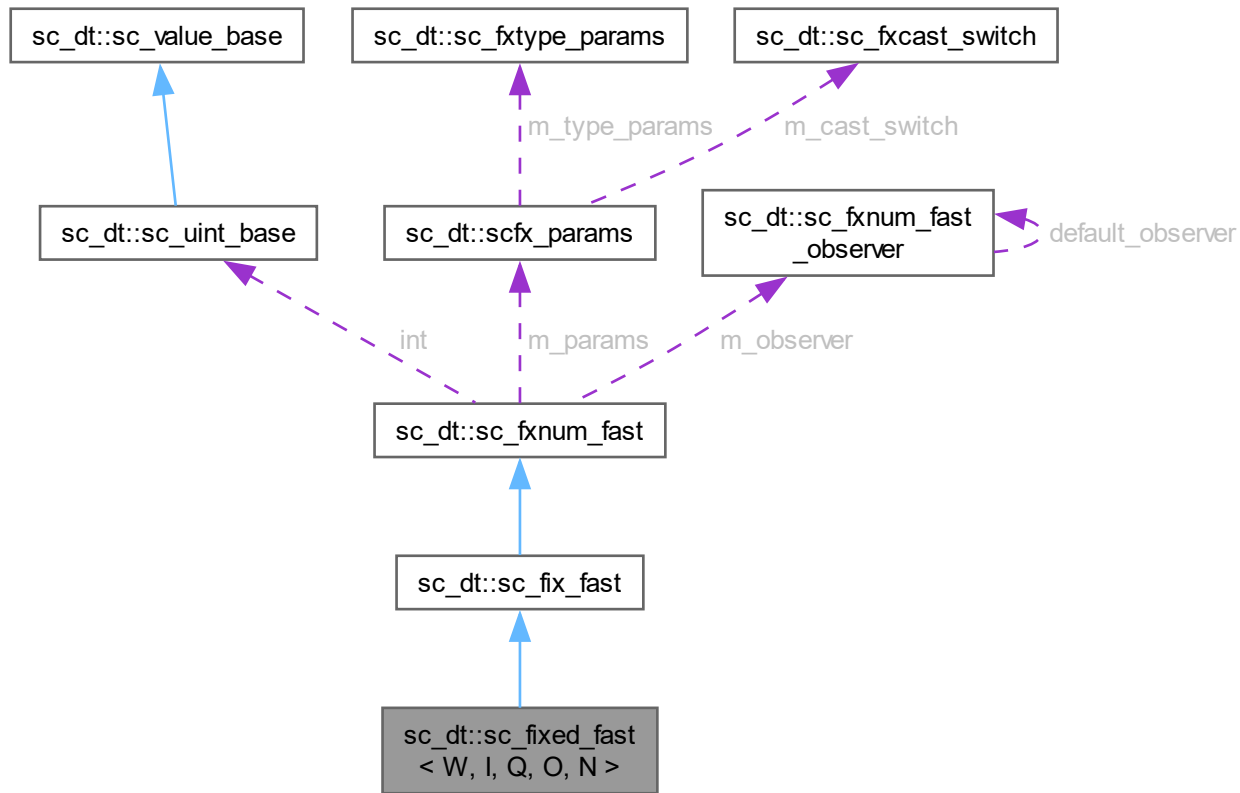 sc_dt::sc_value_base
sc_dt::sc_fxtype_params
sc_dt::sc_fxcast_switch
m_type_params
m_cast_switch
sc_dt::sc_uint_base
sc_dt::scfx_params
sc_dt::sc_fxnum_fast
_observer
default_observer
int
m_params
m_observer
sc_dt::sc_fxnum_fast
sc_dt::sc_fix_fast
sc_dt::sc_fixed_fast
< W, I, Q, O, N >